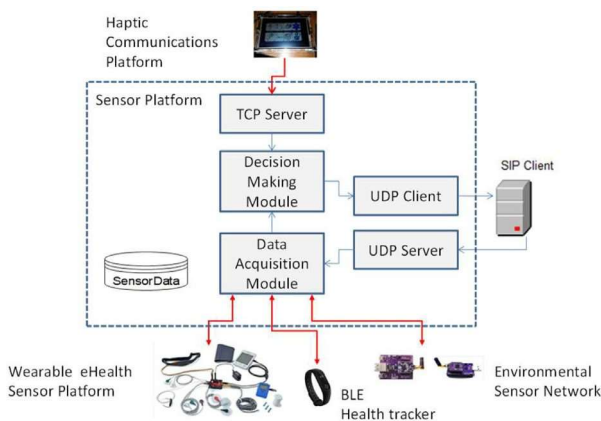 Haptic
Communications
Platform
Sensor Platform
TCP Server
Decision
Making
Module
SIP Client
UDP Client
UDP Server
Data
Acquisition
Module
SensorData
Wearable eHealth
Sensor Platform
BLE
Health tracker
Environmental
Sensor Network